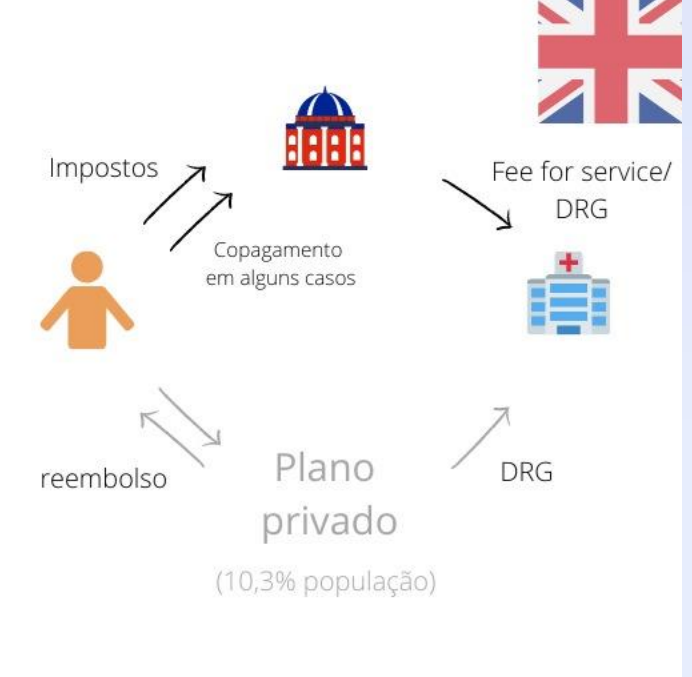 Impostos
Fee for service/
DRG
Copagamento
em alguns casos
reembolso
Plano
privado
DRG
(10,3% população)